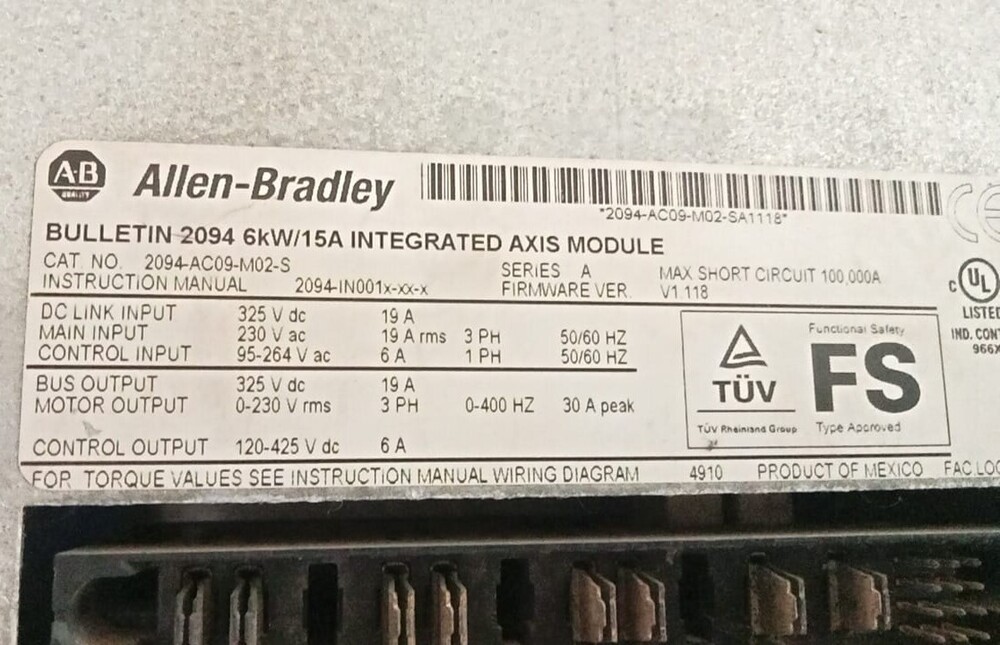 A-B
QUALITY
Allen-Bradley
*2094-AC09-M02-SA1118*
CE
BULLETIN 2094 6kW/15A INTEGRATED AXIS MODULE
CAT. NO. 2094-AC09-M02-S SERIES A MAX SHORT CIRCUIT 100,000A
INSTRUCTION MANUAL 2094-IN001x-xx-x FIRMWARE VER. V1.118
C UL
LISTED
IND. CONT
966X
DC LINK INPUT 325 V dc 19 A
MAIN INPUT 230 V ac 19 A rms 3 PH 50/60 HZ
CONTROL INPUT 95-264 V ac 6 A 1 PH 50/60 HZ
BUS OUTPUT 325 V dc 19 A
MOTOR OUTPUT 0-230 V rms 3 PH 0-400 HZ 30 A peak
CONTROL OUTPUT 120-425 V dc 6 A
TÜV
TÜV Rheinland Group
Functional Safety
FS
Type Approved
FOR TORQUE VALUES SEE INSTRUCTION MANUAL WIRING DIAGRAM 4910 PRODUCT OF MEXICO FAC.LOC